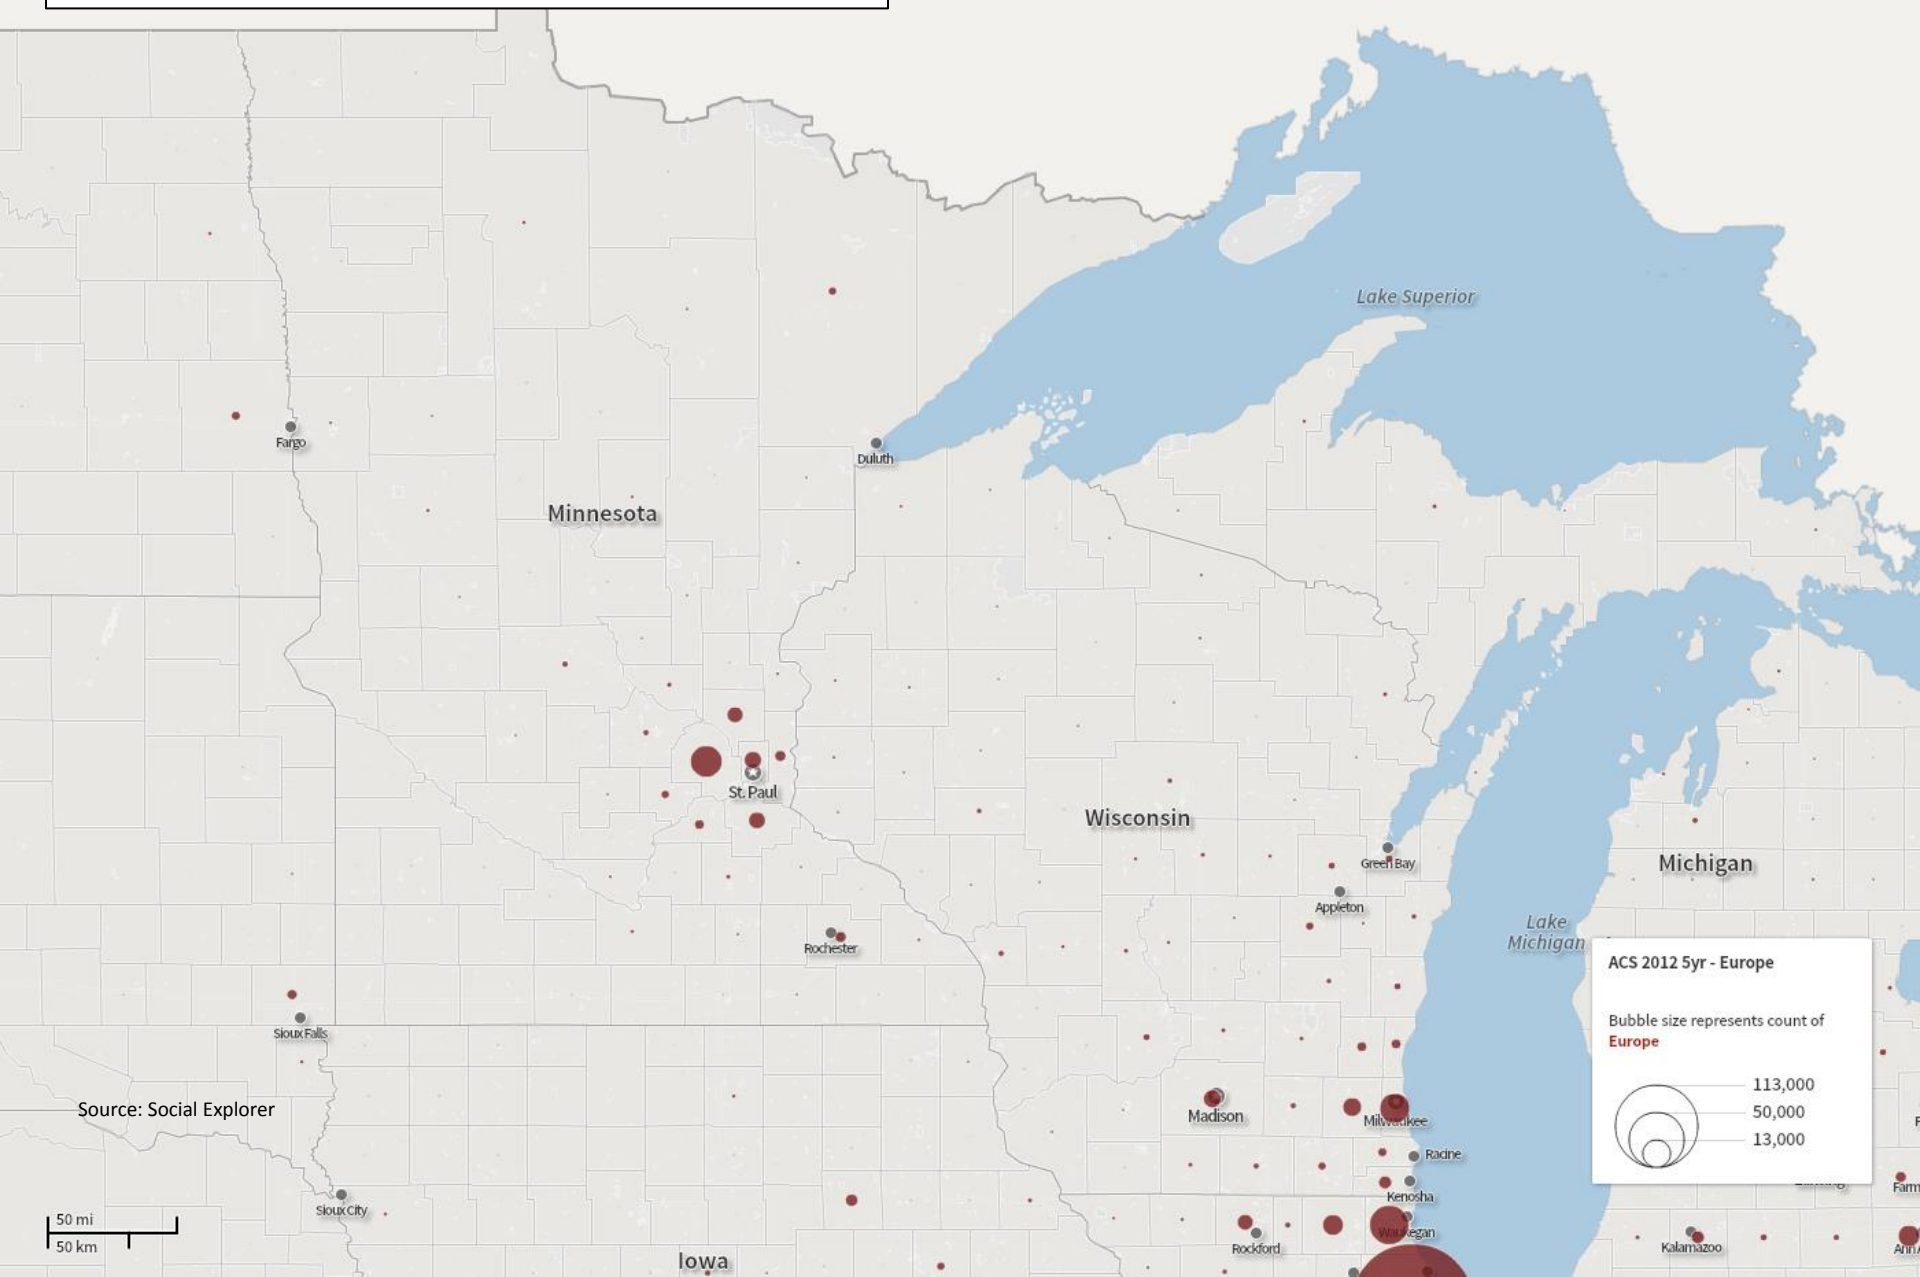 Lake Superior
Fargo
Duluth
Minnesota
St. Paul
Wisconsin
Green Bay
Michigan
Appleton
Lake
Michigan
Rochester
ACS 2012 5yr - Europe
Sioux Falls
Bubble size represents count of
Europe
113,000
50,000
13,000
Source: Social Explorer
Madison
Milwaukee
Racine
Kenosha
Sioux City
50 mi
50 km
Waukegan
Rockford
Kalamazoo
Iowa